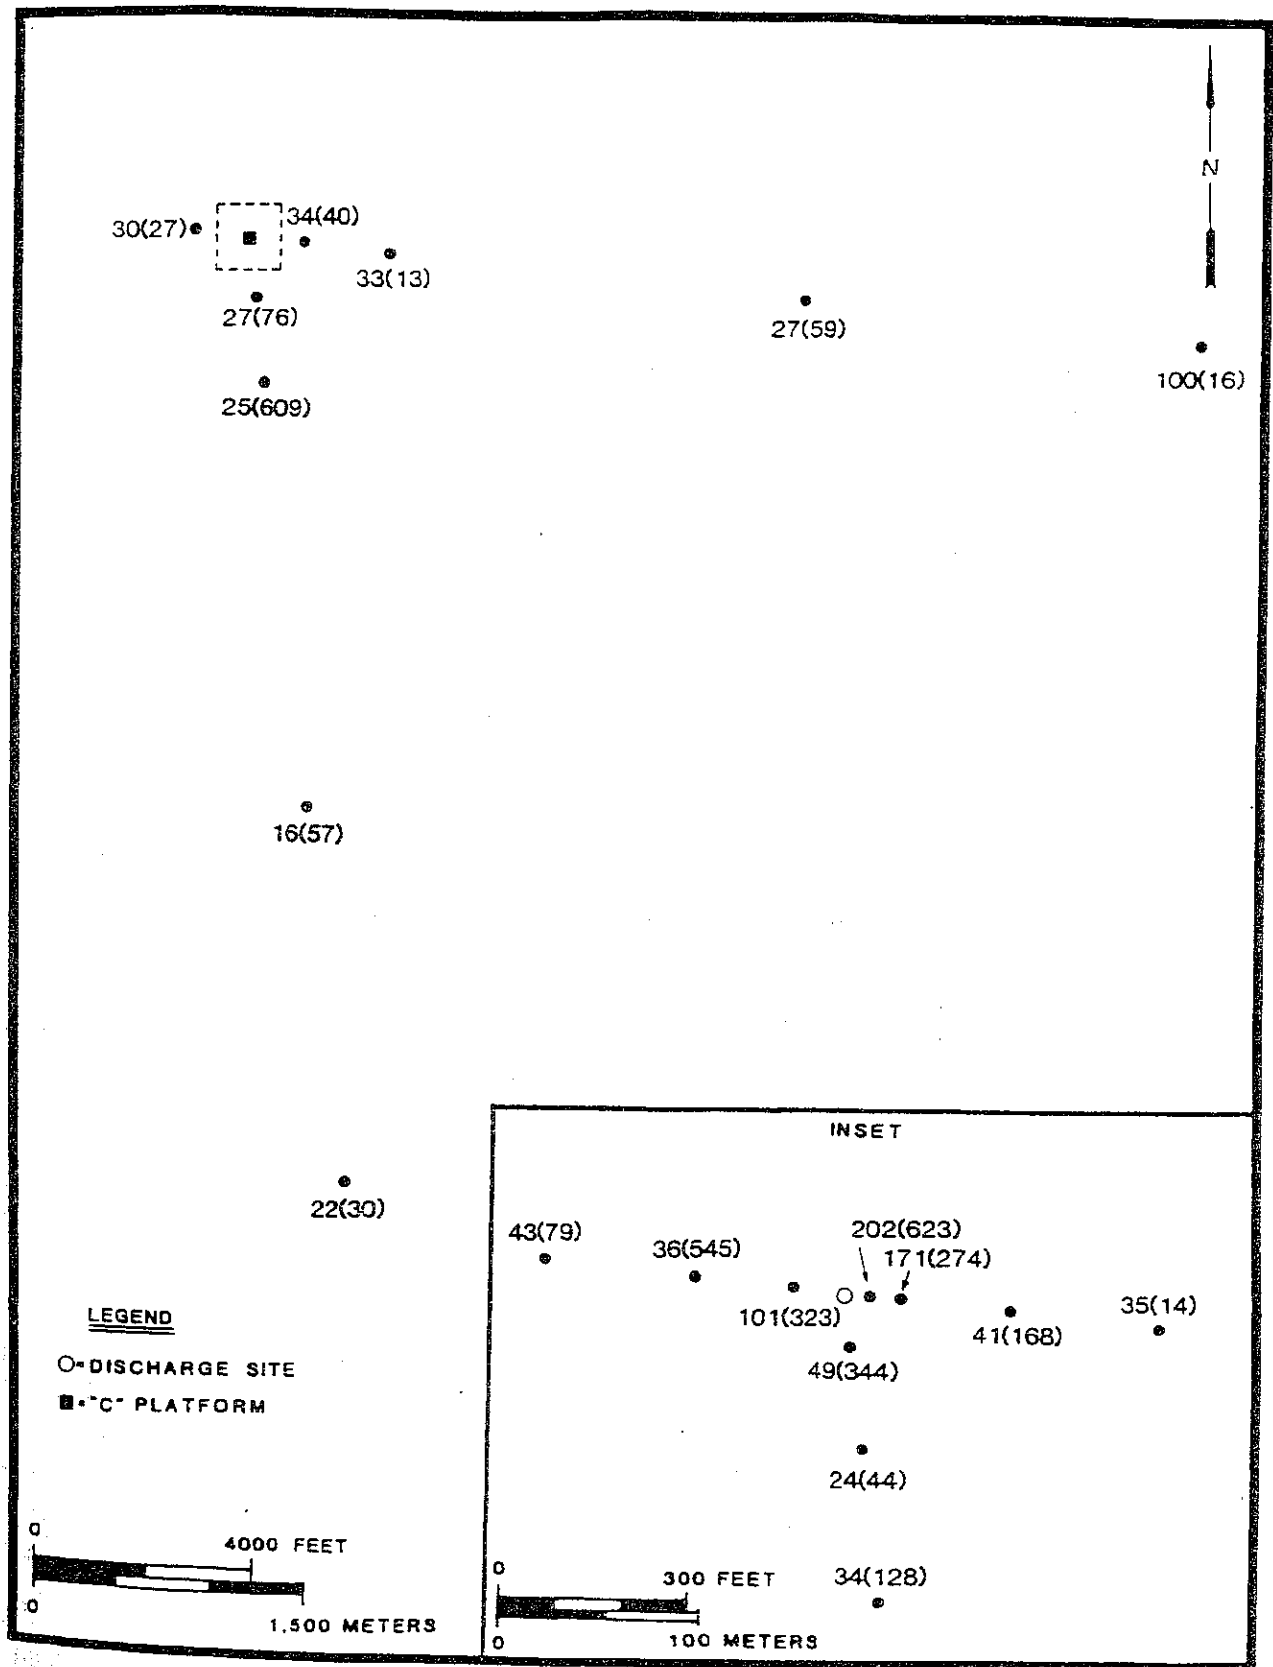 N
30(27)
34(40)
33(13)
27(76)
27(59)
100(16)
25(609)
16(57)
22(30)
INSET
43(79)
36(545)
202(623)
171(274)
101(323)
35(14)
41(168)
49(344)
24(44)
34(128)
LEGEND
O=DISCHARGE SITE
■="C" PLATFORM
0
4000 FEET
0
1,500 METERS
0
300 FEET
0
100 METERS